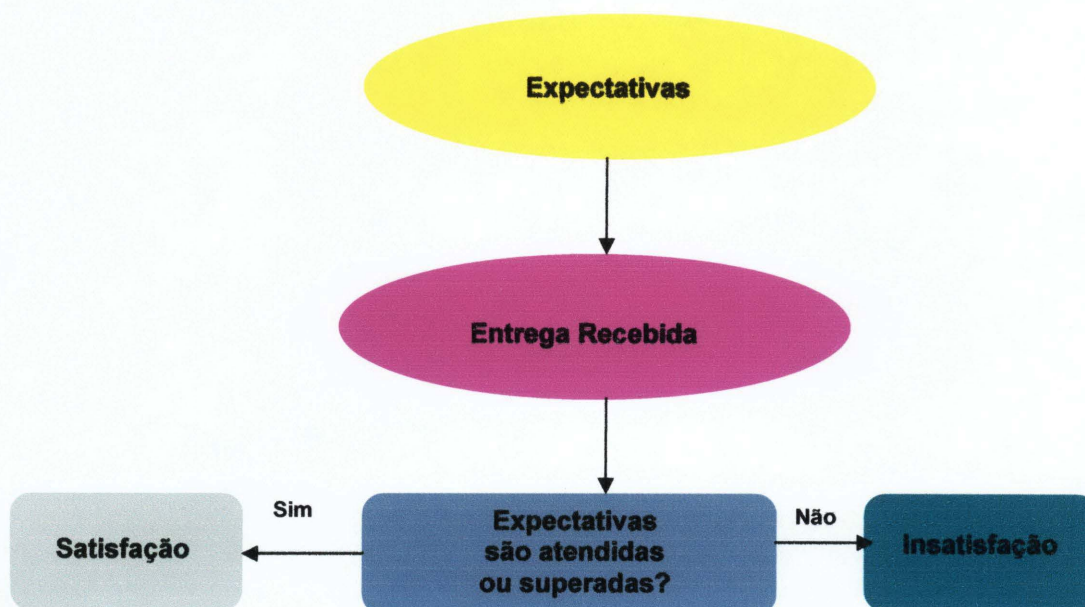 Expectativas
Entrega Recebida
Sim
Não
Satisfação
Expectativas
são atendidas
ou superadas?
Insatisfação